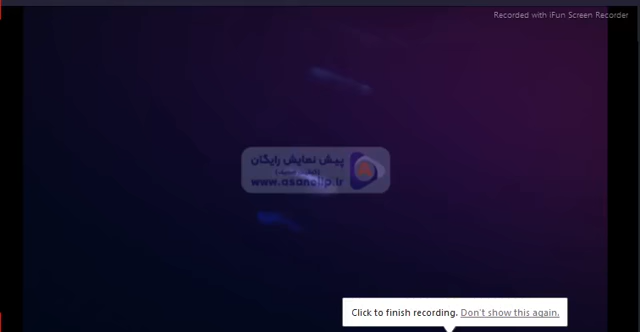 Recorded with iFun Screen Recorder
پیش نمایش رایگان
www.asanclip.ir
Click to finish recording. Don't show this again.